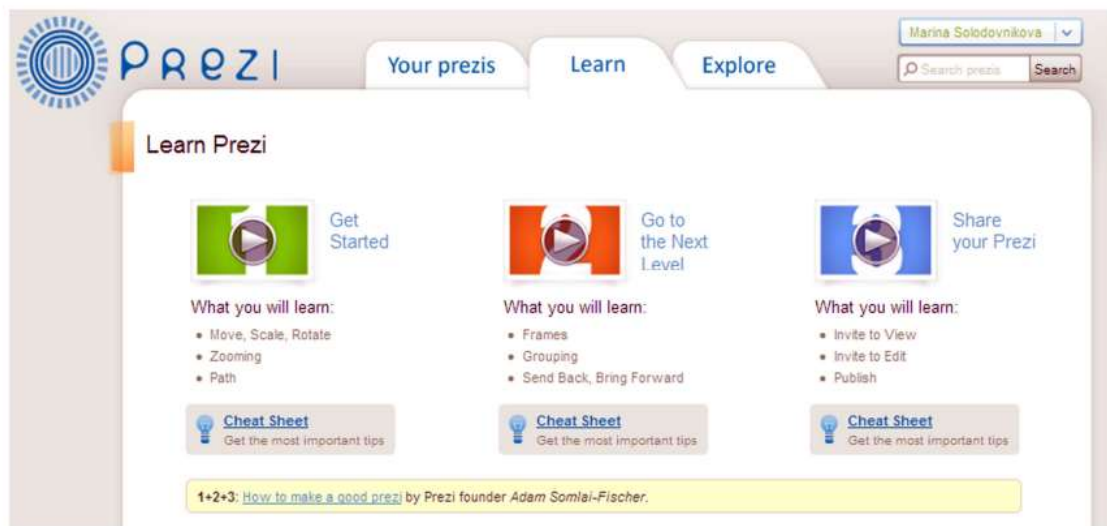 PREZI
Your prezis
Learn
Explore
Marina Solodovnikova
Search prezis
Search
Learn Prezi
1
Get
Started
2
Go to
the Next
Level
3
Share
your Prezi
What you will learn:
• Move, Scale, Rotate
• Zooming
• Path
What you will learn:
• Frames
• Grouping
• Send Back, Bring Forward
What you will learn:
• Invite to View
• Invite to Edit
• Publish
Cheat Sheet
Get the most important tips
Cheat Sheet
Get the most important tips
Cheat Sheet
Get the most important tips
1+2+3: How to make a good prezi by Prezi founder Adam Somlai-Fischer.